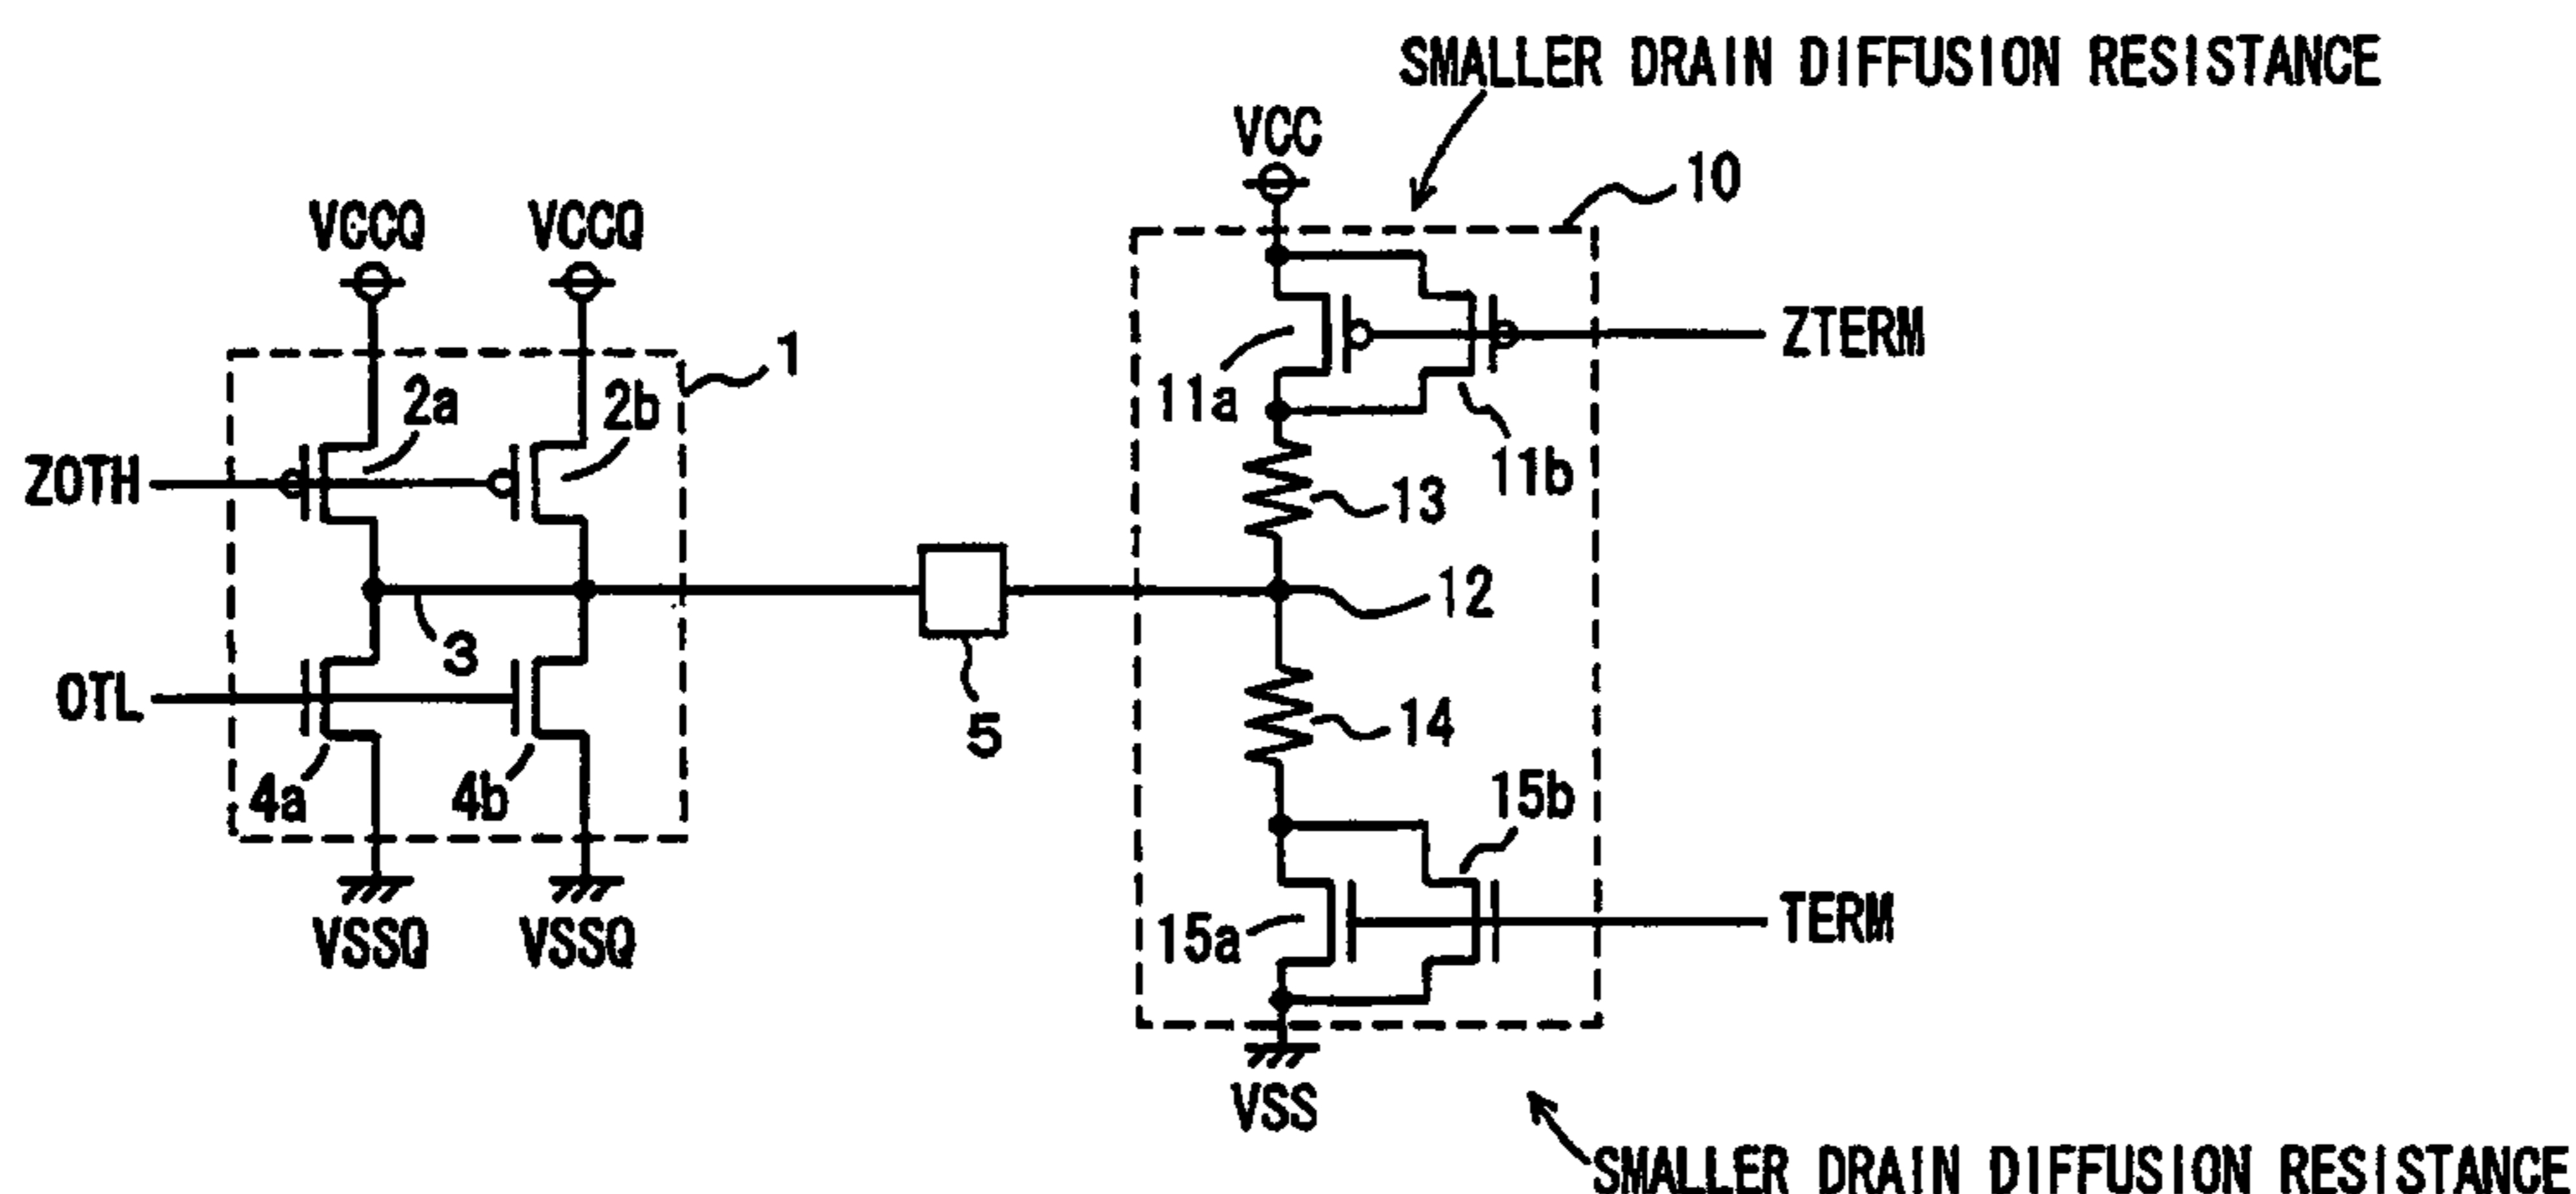 SMALLER DRAIN DIFFUSION RESISTANCE
VCC
10
VCCQ
VCCQ
ZTERM
1
2a
2b
11a
11b
ZOTH
13
12
3
OTL
14
5
4a
4b
15b
15a
TERM
VSSQ
VSSQ
VSS
SMALLER DRAIN DIFFUSION RESISTANCE